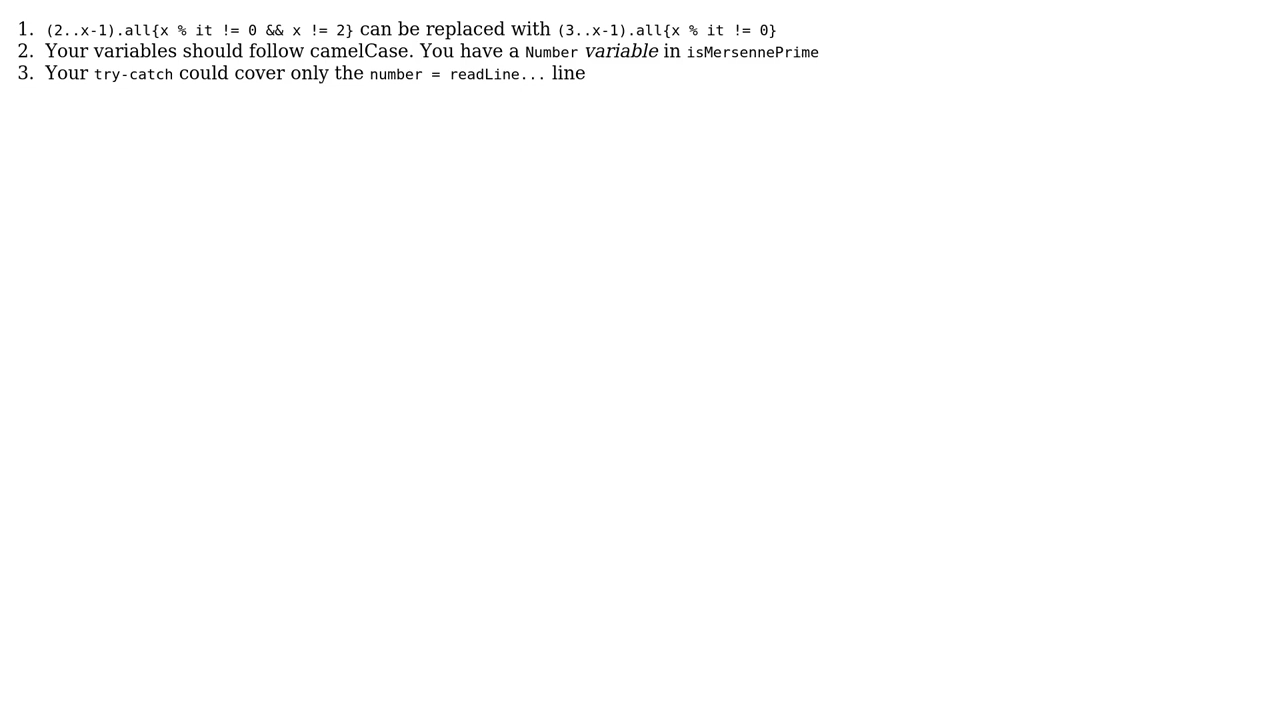 1. (2..x-1).all{x % it != 0 && x != 2} can be replaced with (3..x-1).all{x % it != 0}
2. Your variables should follow camelCase. You have a Number variable in isMersennePrime
3. Your try-catch could cover only the number = readLine... line